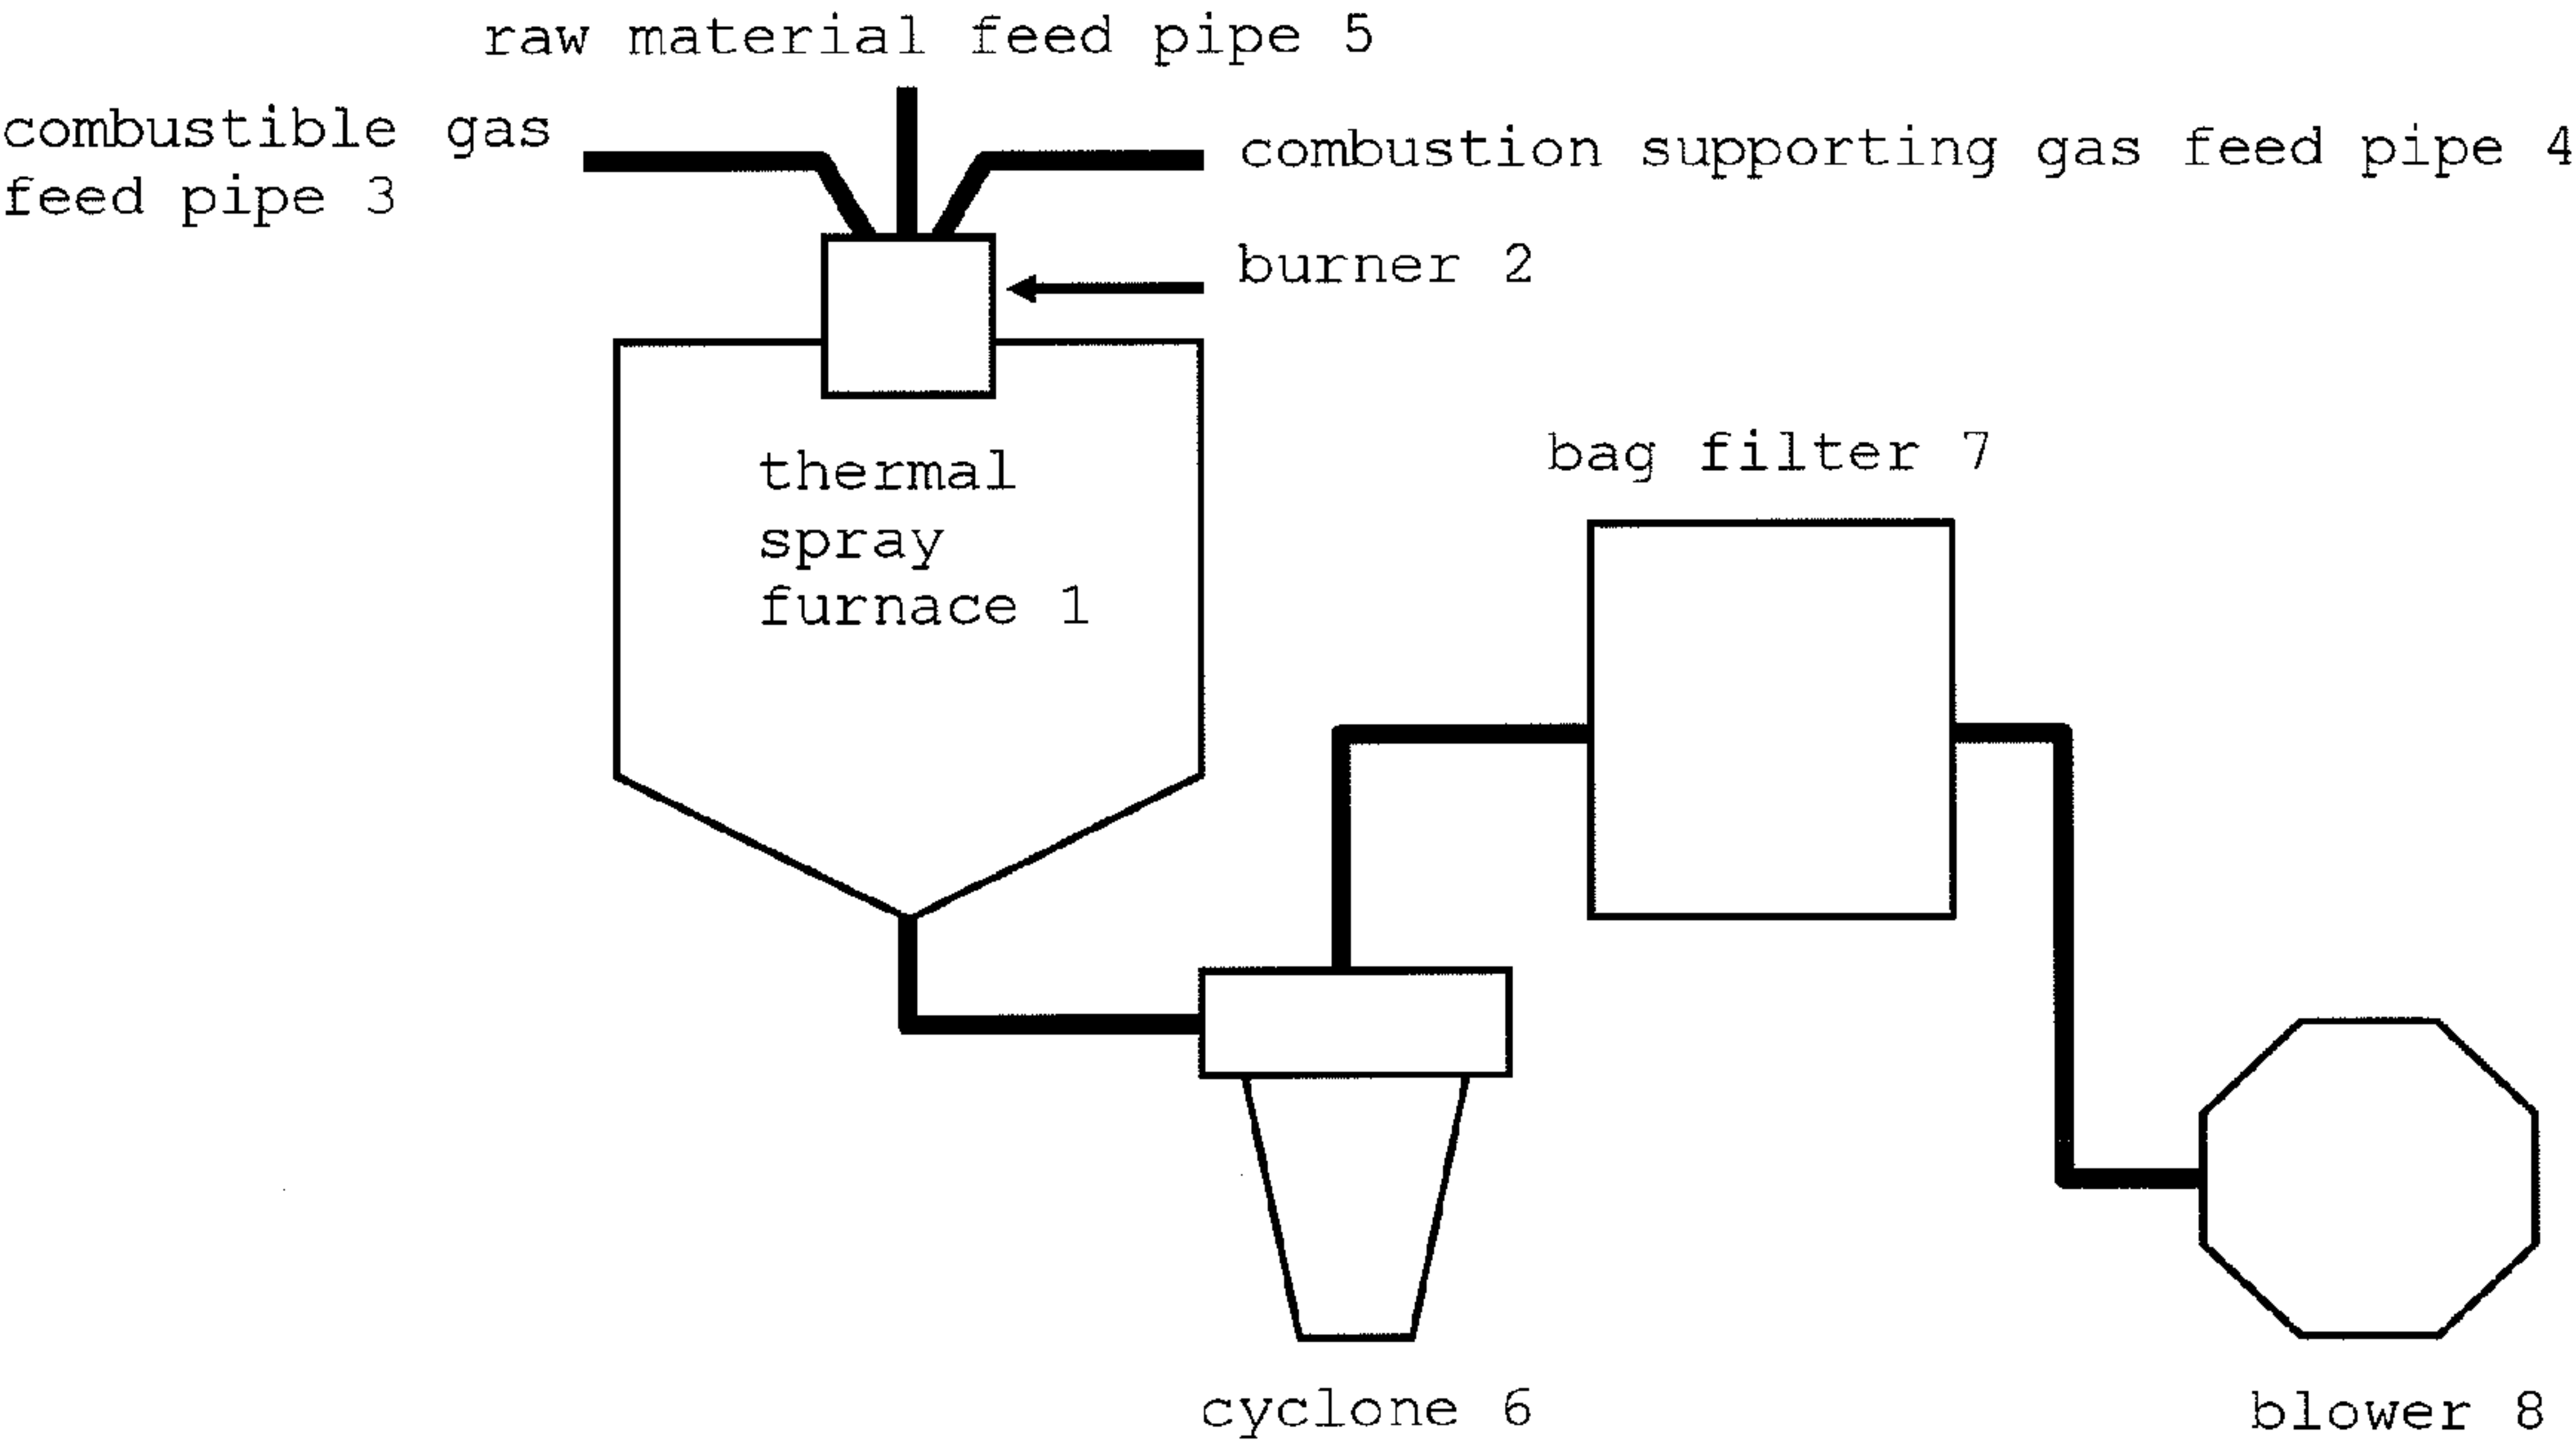 raw material feed pipe 5
combustible gas
feed pipe 3
combustion supporting gas feed pipe 4
burner 2
thermal
spray
furnace 1
bag filter 7
cyclone 6
blower 8